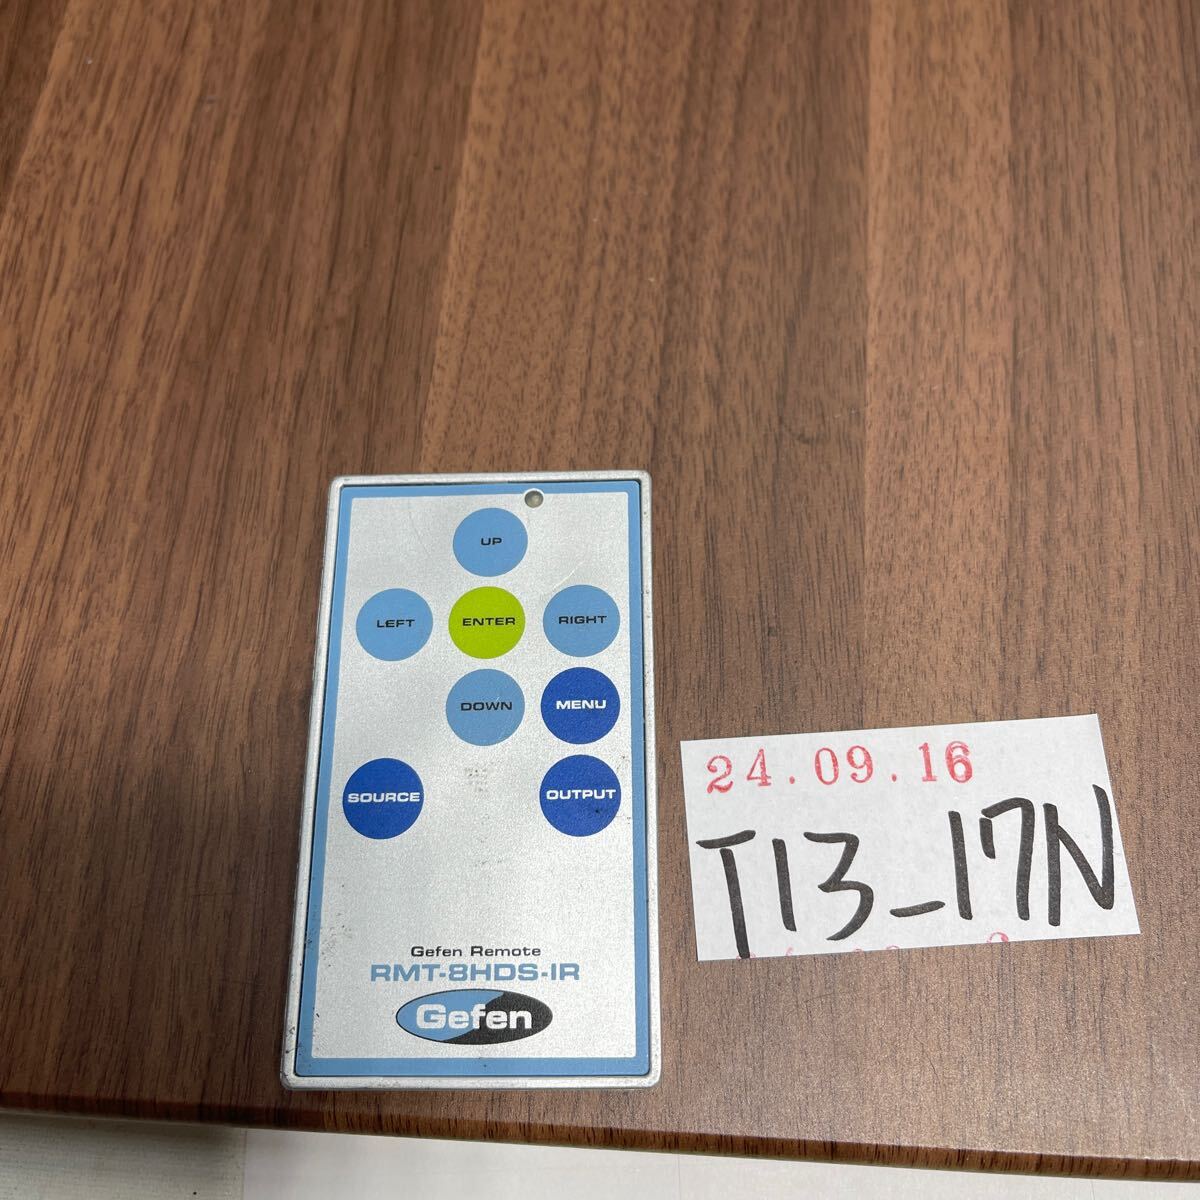 UP
LEFT ENTER RIGHT
DOWN MENU
SOURCE OUTPUT
Gefen Remote
RMT-8HDS-IR
Gefen
24.09.16
T13_17N